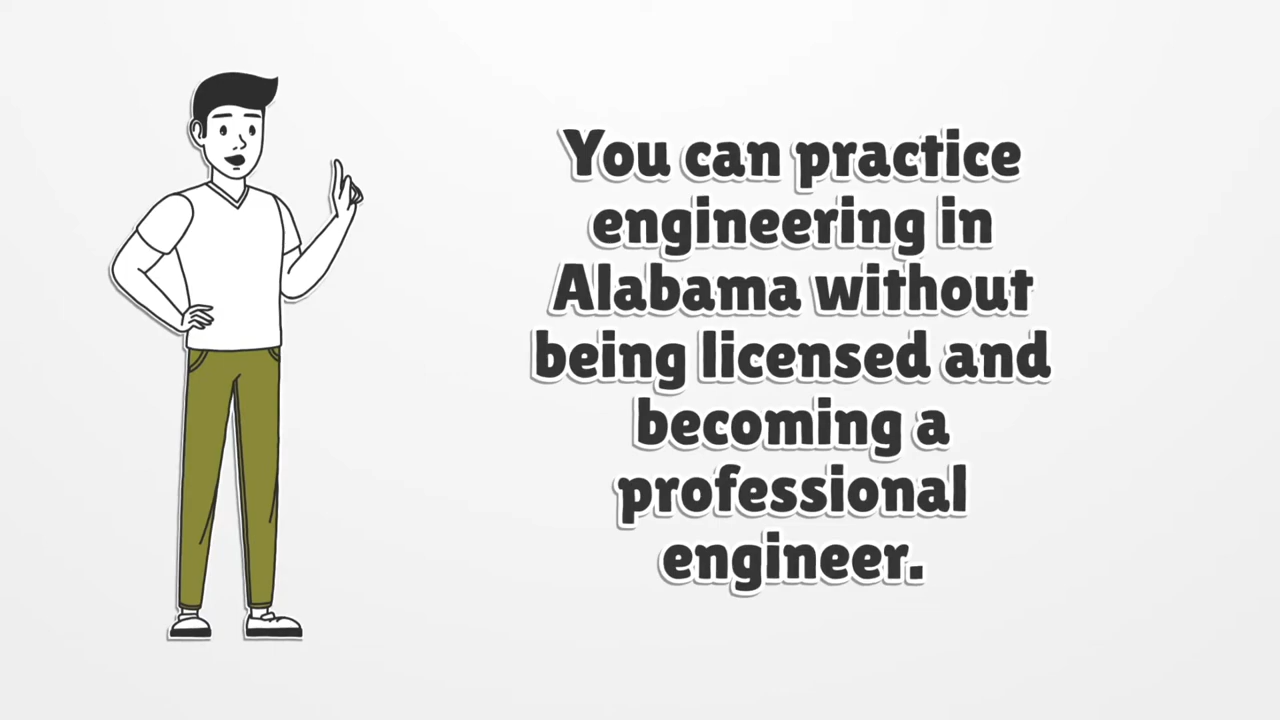 You can practice
engineering in
Alabama without
being licensed and
becoming a
professional
engineer.